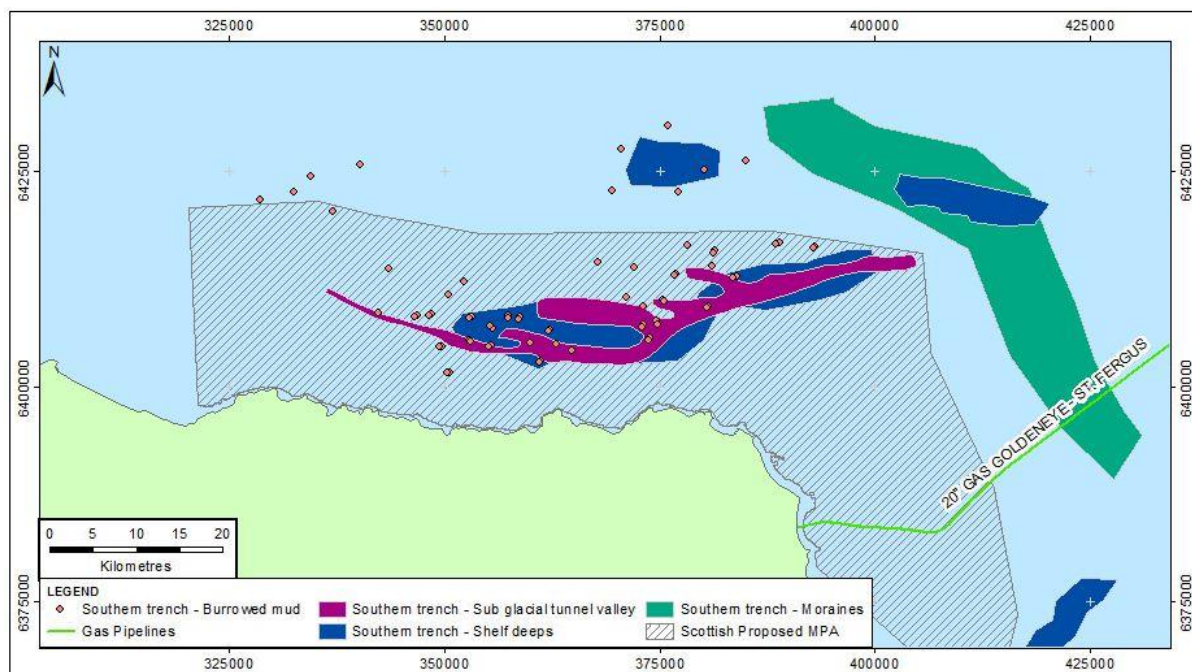 325000 350000 375000 400000 425000
N
6425000 6425000
6400000 6400000
20" GAS GOLDENEYE - ST. FERGUS
0 5 10 15 20
Kilometres
6375000 6375000
LEGEND
Southern trench - Burrowed mud Southern trench - Sub glacial tunnel valley Southern trench - Moraines
Gas Pipelines Southern trench - Shelf deeps Scottish Proposed MPA
325000 350000 375000 400000 425000